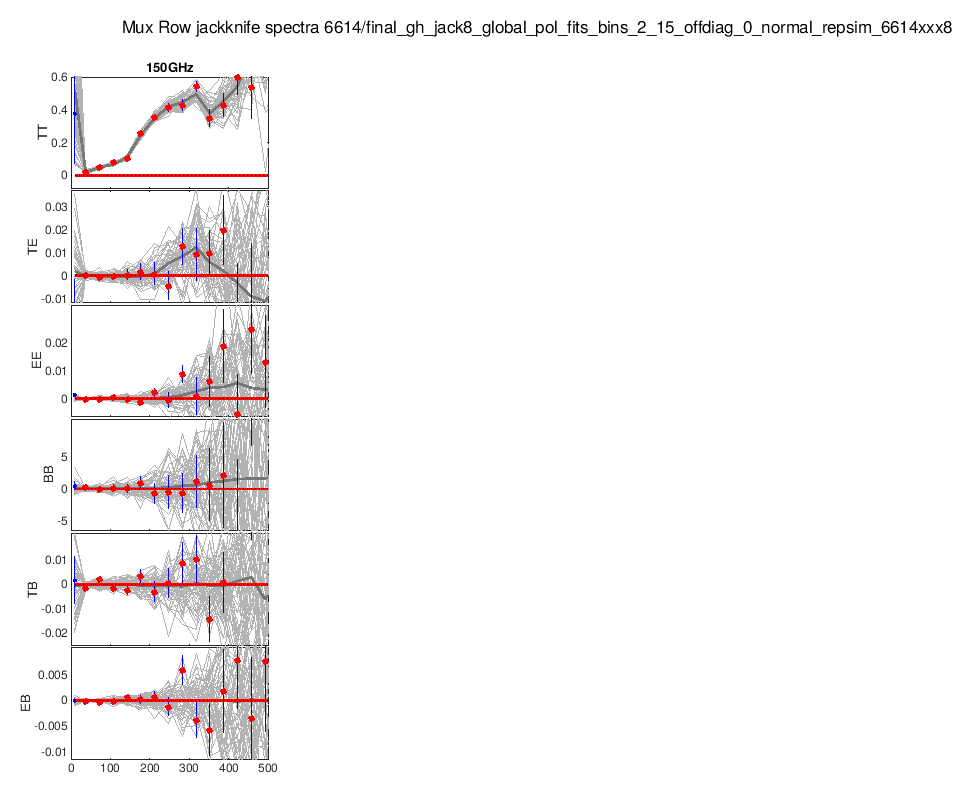 Mux Row jackknife spectra 6614/final_gh_jack8_global_pol_fits_bins_2_15_offdiag_0_normal_repsim_6614xxx8
150GHz
0.6
0.4
0.2
0
TT
0.03
0.02
0.01
0
-0.01
TE
0.02
0.01
0
EE
5
0
-5
BB
0.01
0
-0.01
-0.02
TB
0.005
0
-0.005
-0.01
EB
0 100 200 300 400 500